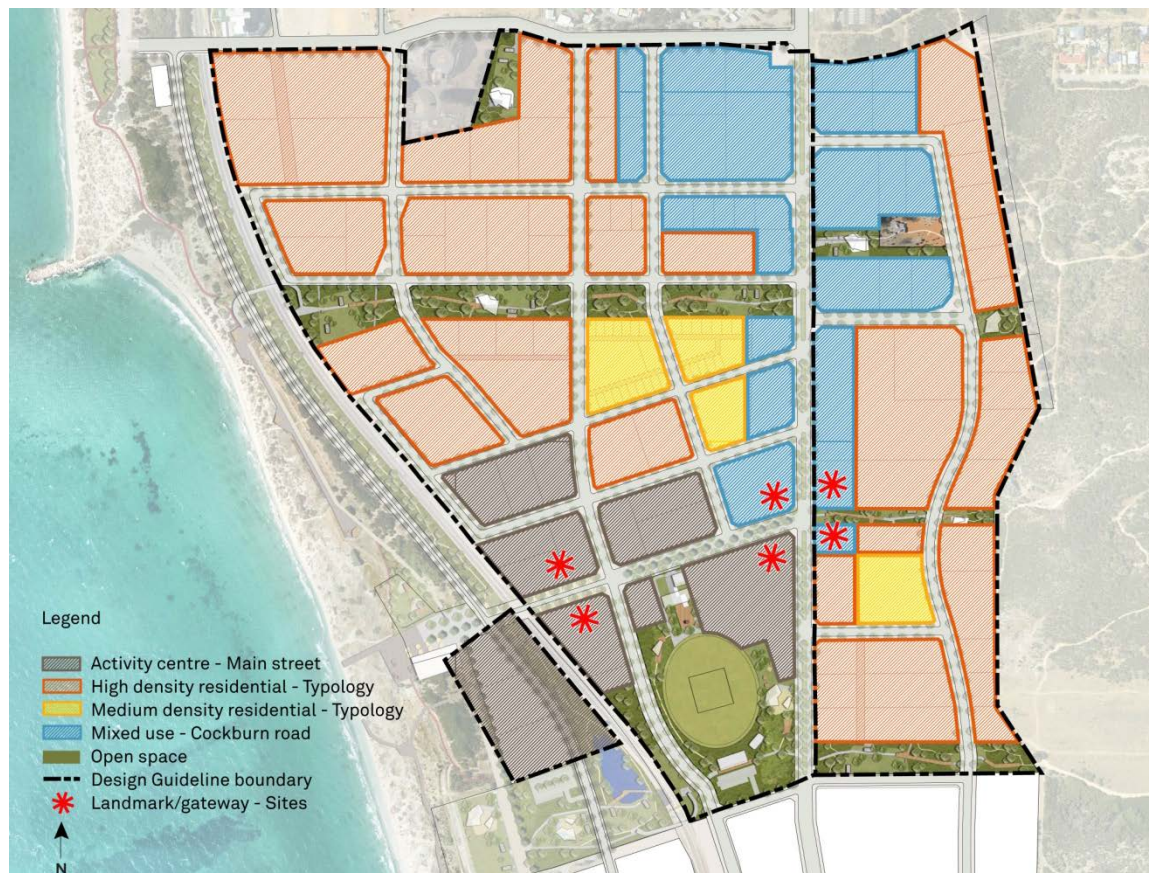 Legend
Activity centre - Main street
High density residential - Typology
Medium density residential - Typology
Mixed use - Cockburn road
Open space
Design Guideline boundary
Landmark/gateway - Sites
N